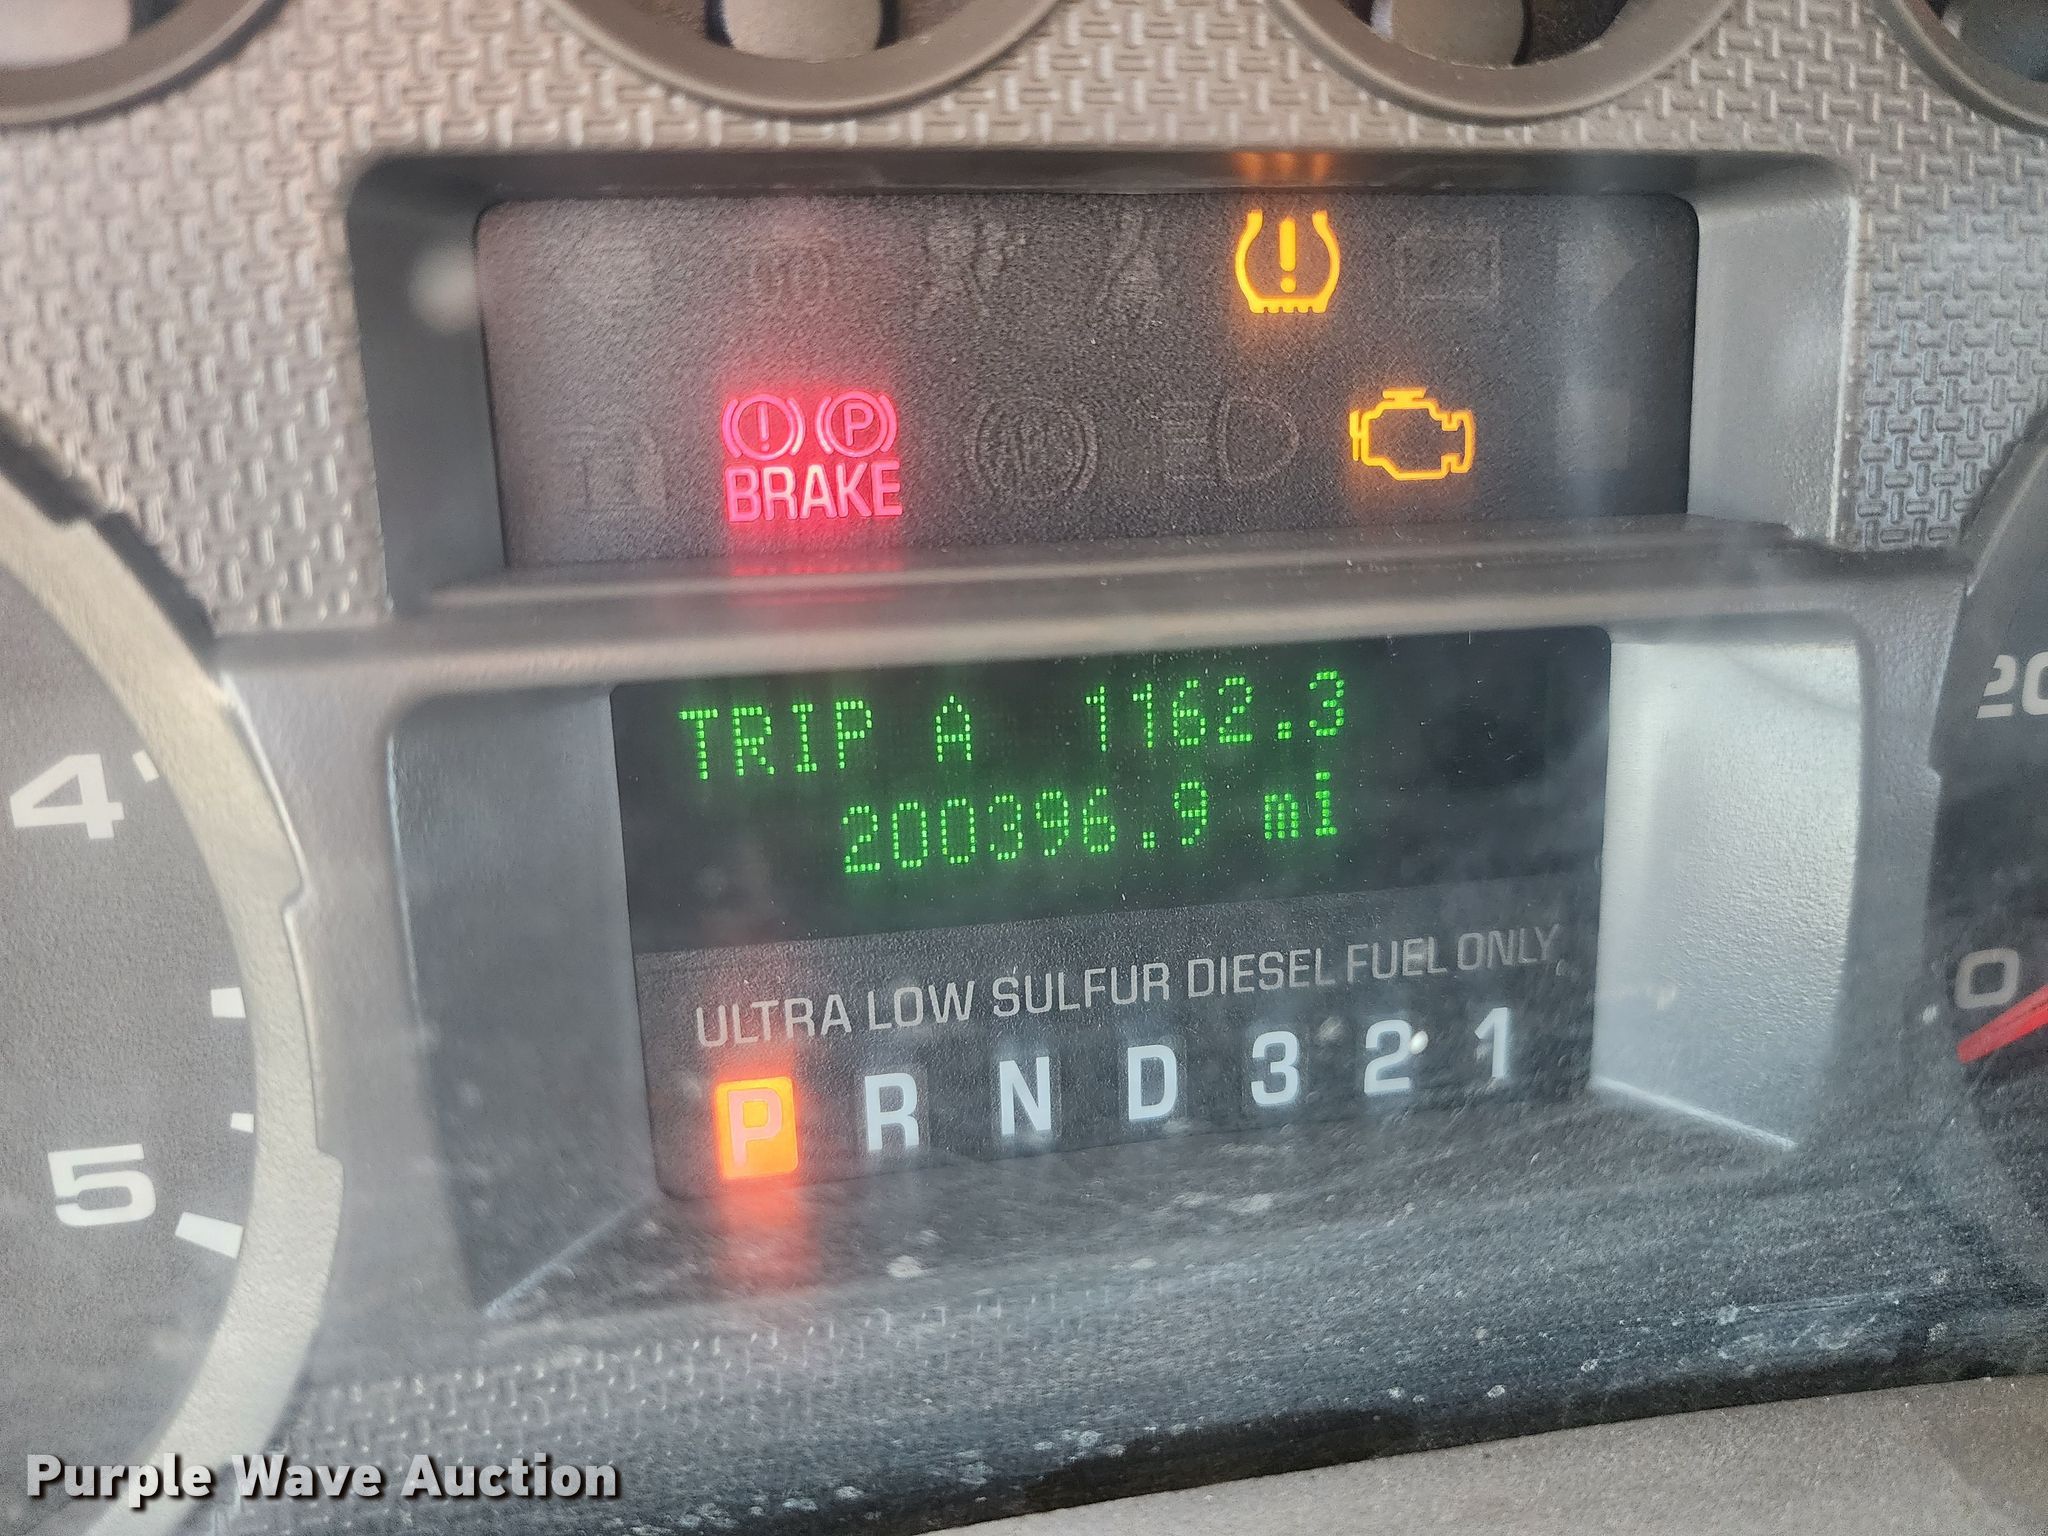 BRAKE
TRIP A 1162.3
200396.9 mi
ULTRA LOW SULFUR DIESEL FUEL ONLY
P R N D 3 2 1
4
5
20
0
Purple Wave Auction